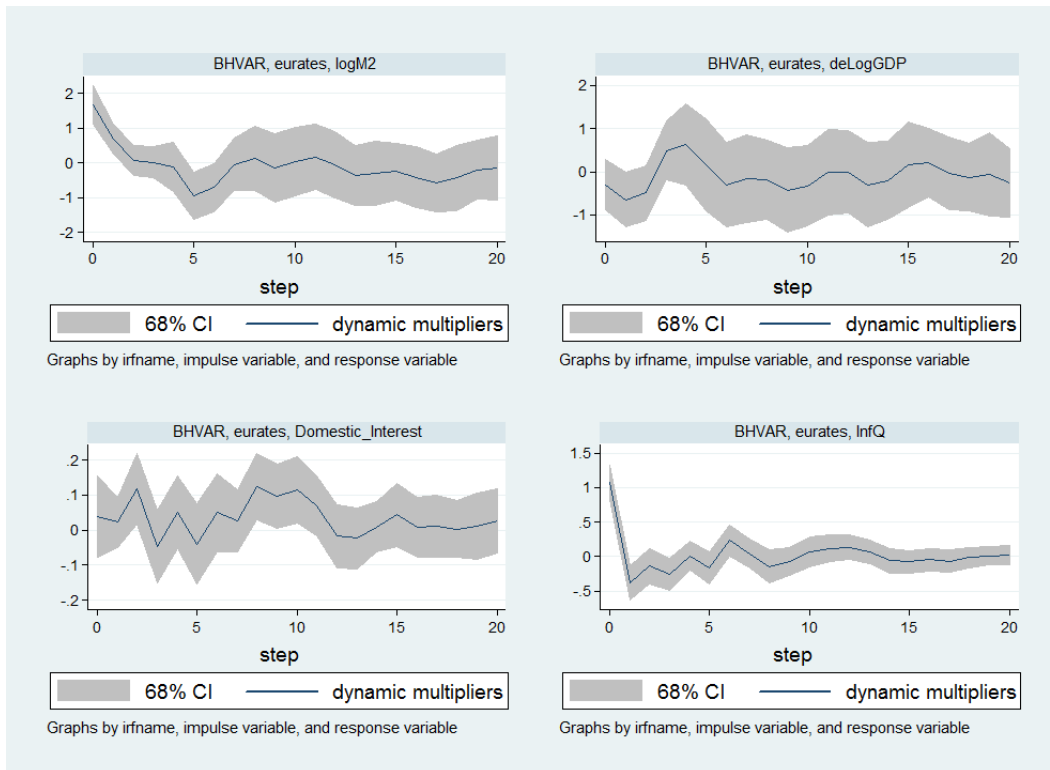 BHVAR, eurates, logM2
2
1
0
-1
-2
0 5 10 15 20
step
68% CI dynamic multipliers
Graphs by irfname, impulse variable, and response variable
BHVAR, eurates, deLogGDP
2
1
0
-1
0 5 10 15 20
step
68% CI dynamic multipliers
Graphs by irfname, impulse variable, and response variable
BHVAR, eurates, Domestic_Interest
.2
.1
0
-.1
-.2
0 5 10 15 20
step
68% CI dynamic multipliers
Graphs by irfname, impulse variable, and response variable
BHVAR, eurates, InfQ
1.5
1
.5
0
-.5
0 5 10 15 20
step
68% CI dynamic multipliers
Graphs by irfname, impulse variable, and response variable